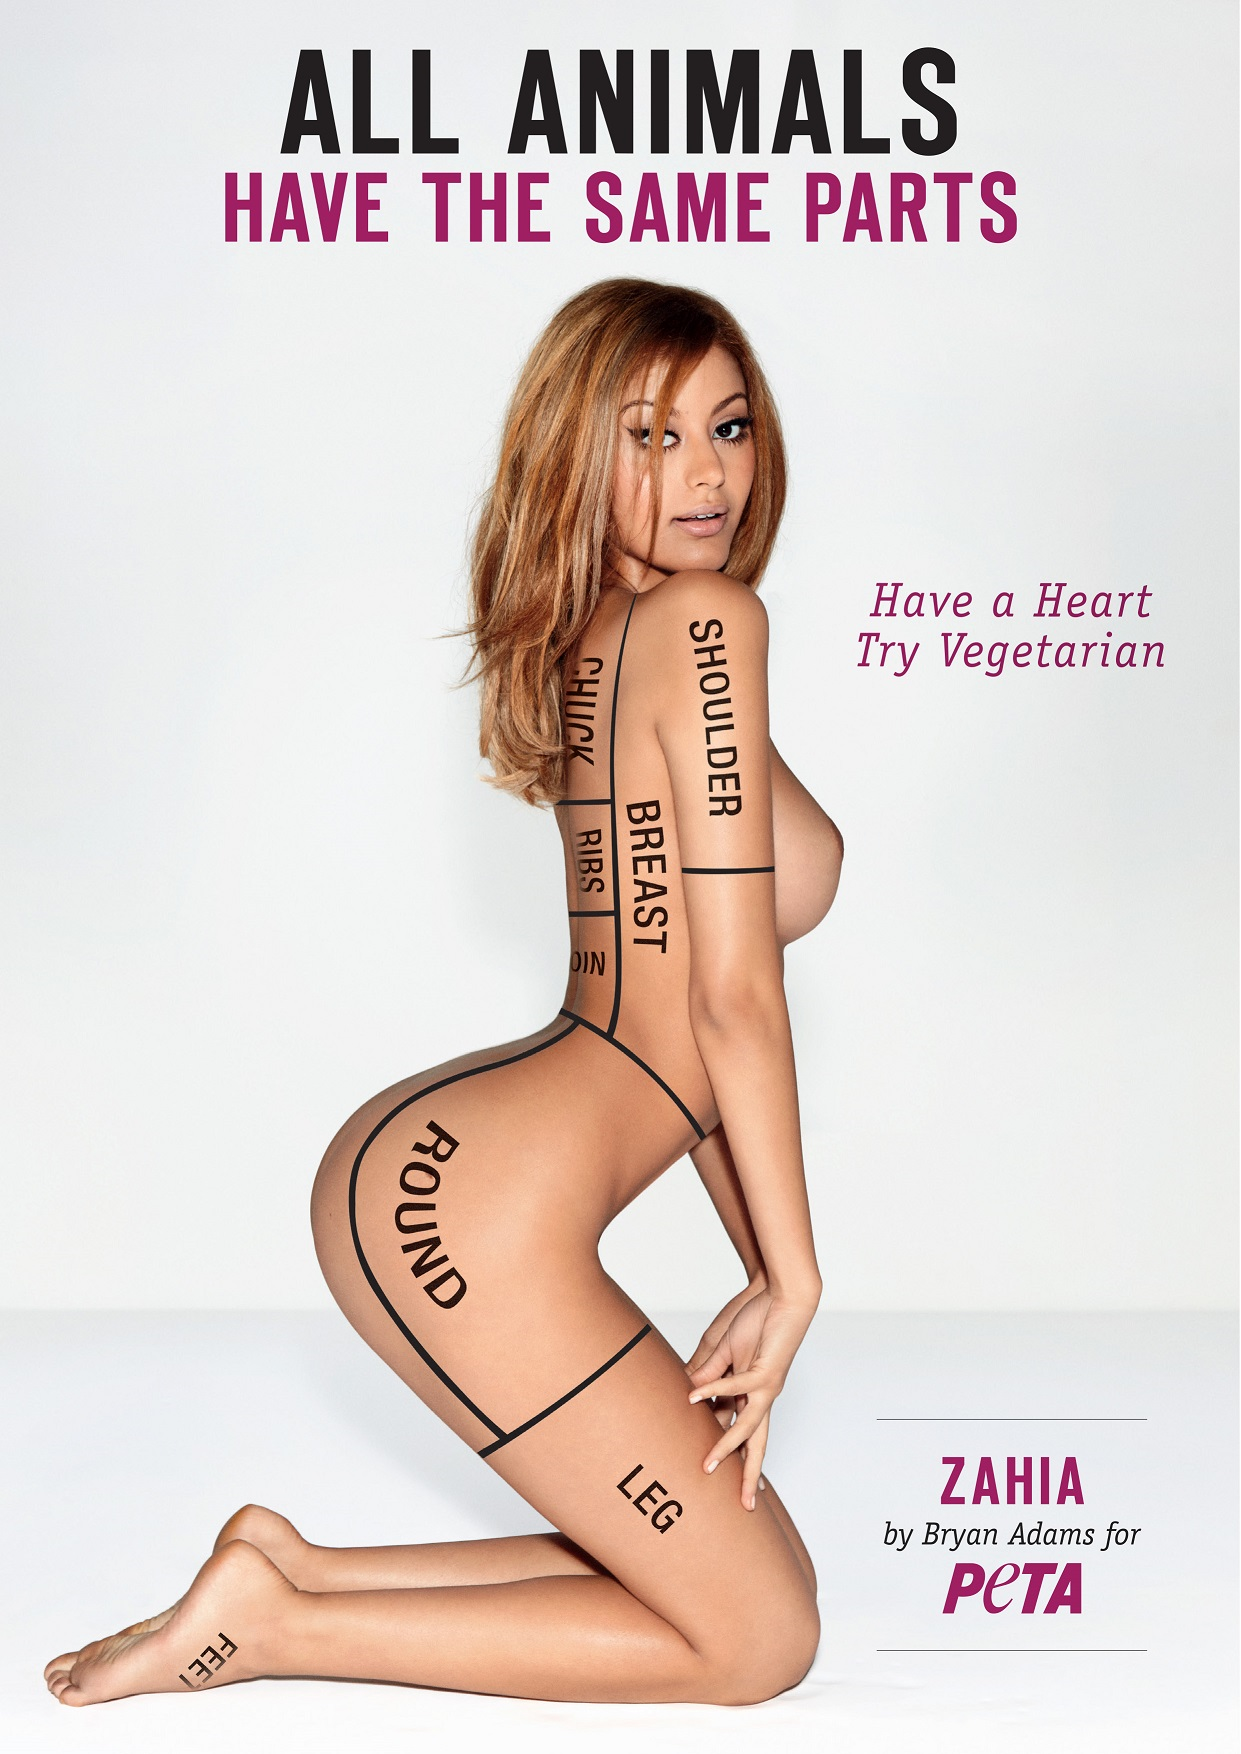 ALL ANIMALS
HAVE THE SAME PARTS
Have a Heart
Try Vegetarian
SHOULDER
CHUCK
BREAST
RIBS
OIN
ROUND
LEG
FEET
ZAHIA
by Bryan Adams for
PeTA